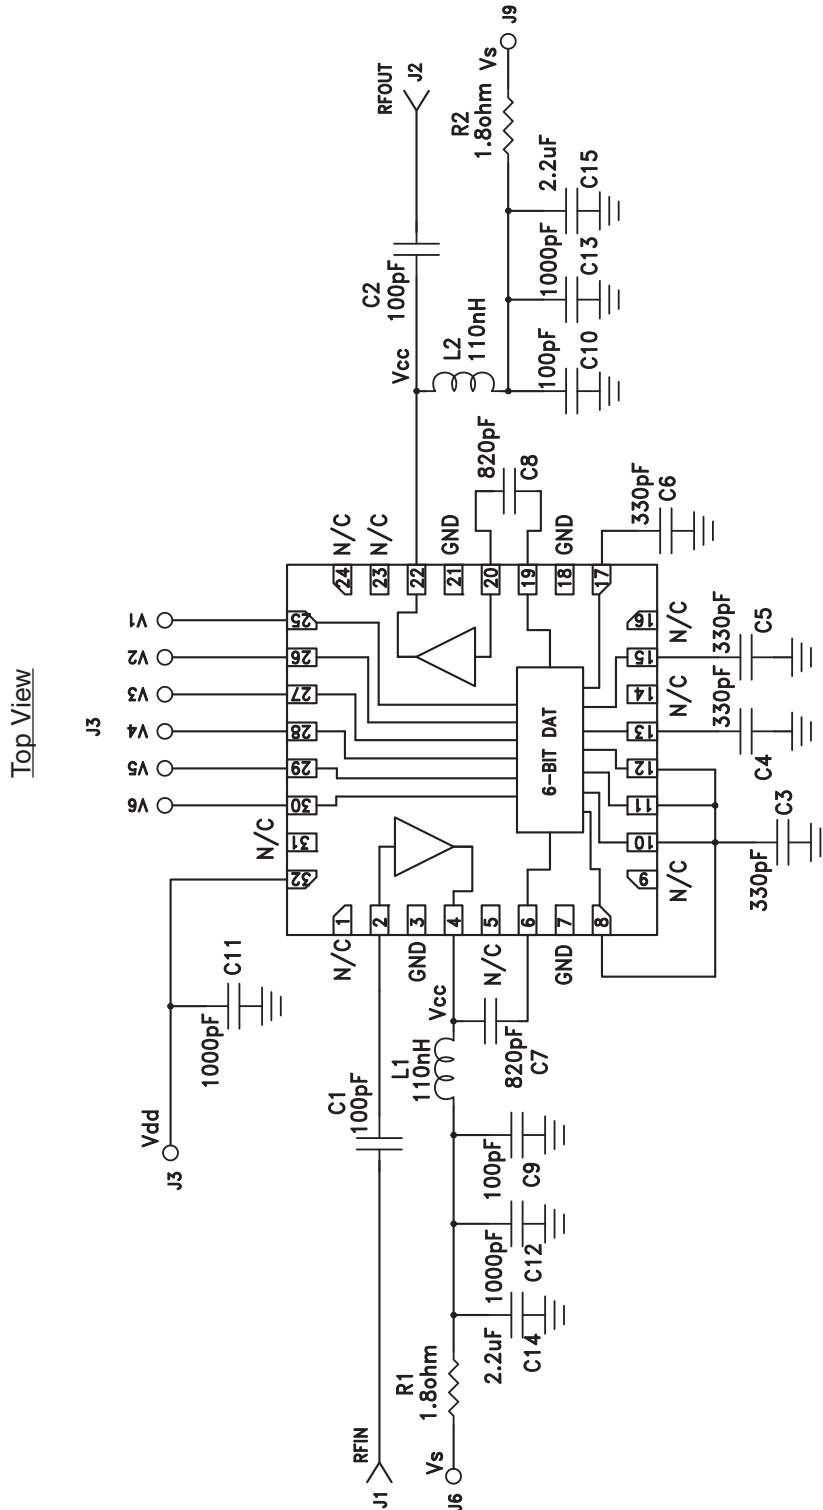 Top View
J3
V6
V5
V4
V3
V2
V1
J3
Vdd
1000pF
C11
N/C
32
31
30
29
28
27
26
25
J1
RFIN
C1
100pF
N/C
1
2
GND
3
4
N/C
5
6
GND
7
8
J6
Vs
R1
1.8ohm
L1
110nH
Vcc
2.2uF
C14
1000pF
C12
100pF
C9
820pF
C7
6-BIT DAT
24
N/C
23
N/C
22
21
GND
20
19
18
GND
17
Vcc
C2
100pF
RFOUT
J2
L2
110nH
R2
1.8ohm
Vs
J9
100pF
C10
1000pF
C13
2.2uF
C15
820pF
C8
330pF
C6
9
10
11
12
13
14
15
16
N/C
N/C
N/C
330pF
C3
330pF
C4
330pF
C5